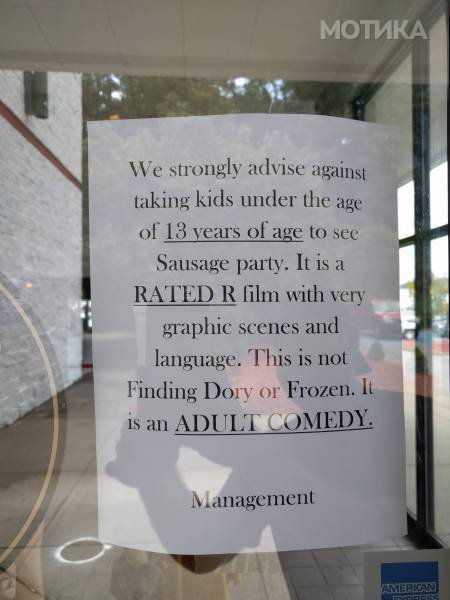 МОТИКА
We strongly advise against
taking kids under the age
of 13 years of age to see
Sausage party. It is a
RATED R film with very
graphic scenes and
language. This is not
Finding Dory or Frozen. It
is an ADULT COMEDY.
Management
AMERICAN
EXPRESS